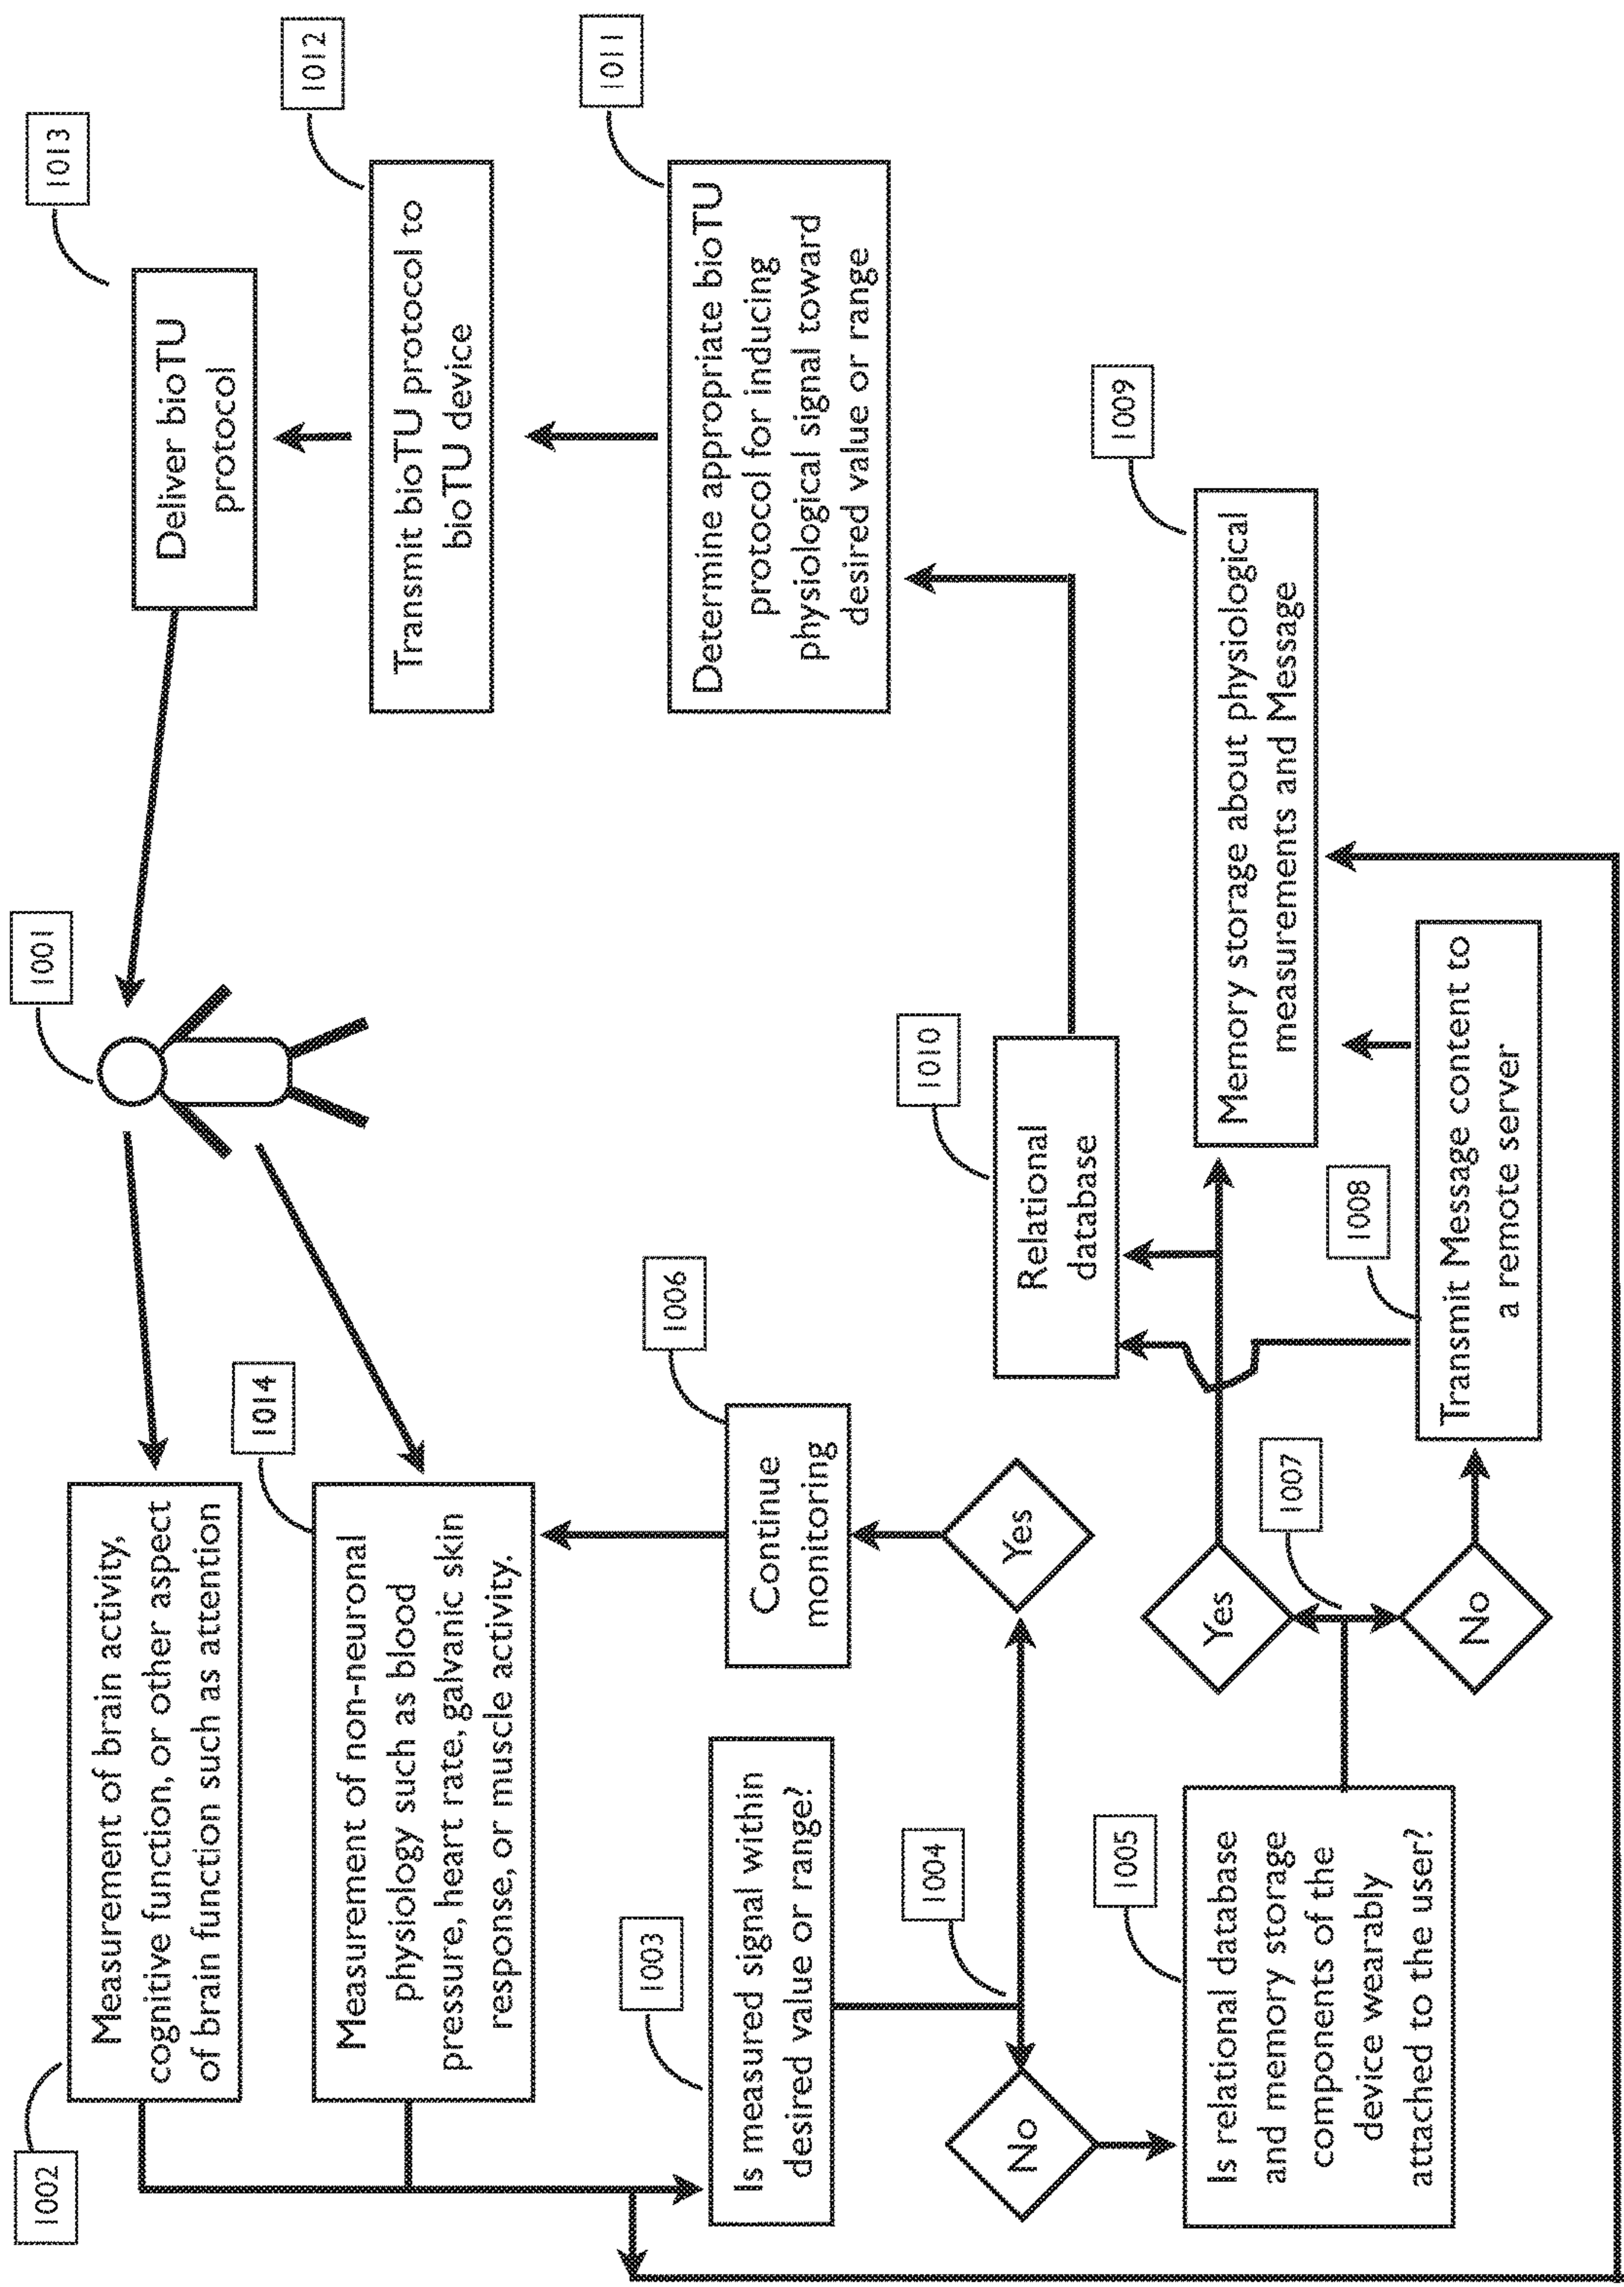 1001
1013
Deliver bioTU
protocol
1012
Transmit bioTU protocol to
bioTU device
1011
Determine appropriate bioTU
protocol for inducing
physiological signal toward
desired value or range
1002
Measurement of brain activity,
cognitive function, or other aspect
of brain function such as attention
1014
Measurement of non-neuronal
physiology such as blood
pressure, heart rate, galvanic skin
response, or muscle activity.
1003
Is measured signal within
desired value or range?
1006
Continue
monitoring
1004
No
Yes
1005
Is relational database
and memory storage
components of the
device wearably
attached to the user?
1007
Yes
No
1010
Relational
database
1009
Memory storage about physiological
measurements and Message
1008
Transmit Message content to
a remote server